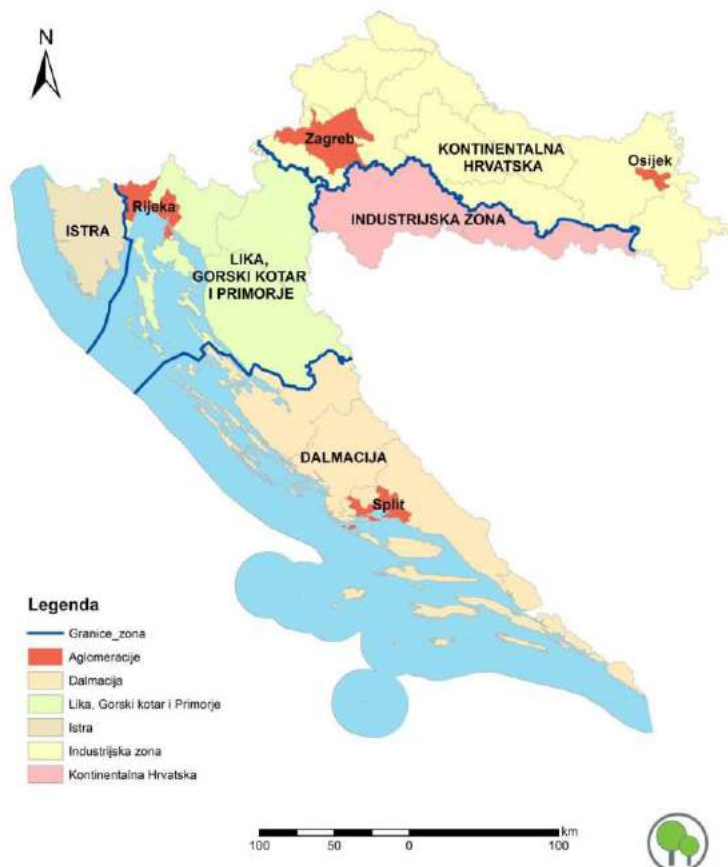 N
Zagreb
KONTINENTALNA
HRVATSKA
Osijek
Rijeka
ISTRA
INDUSTRIJSKA ZONA
LIKA,
GORSKI KOTAR
I PRIMORJE
DALMACIJA
Split
Legenda
Granice_zona
Aglomeracije
Dalmacija
Lika, Gorski kotar i Primorje
Istra
Industrijska zona
Kontinentalna Hrvatska
km
100 50 0 100